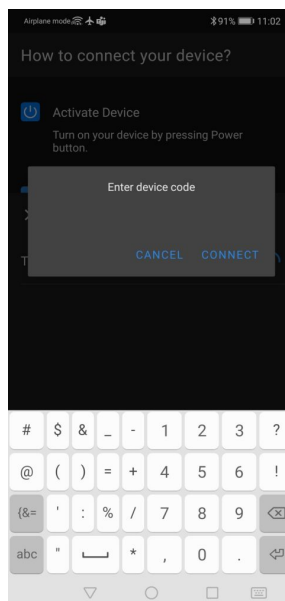 Airplane mode 91% 11:02
How to connect your device?
Activate Device
Turn on your device by pressing Power
button.
Enter device code
T
CANCEL CONNECT
# $ & _ - 1 2 3 ?
@ ( ) = + 4 5 6 !
{&= ' : % / 7 8 9
abc " * , 0 .